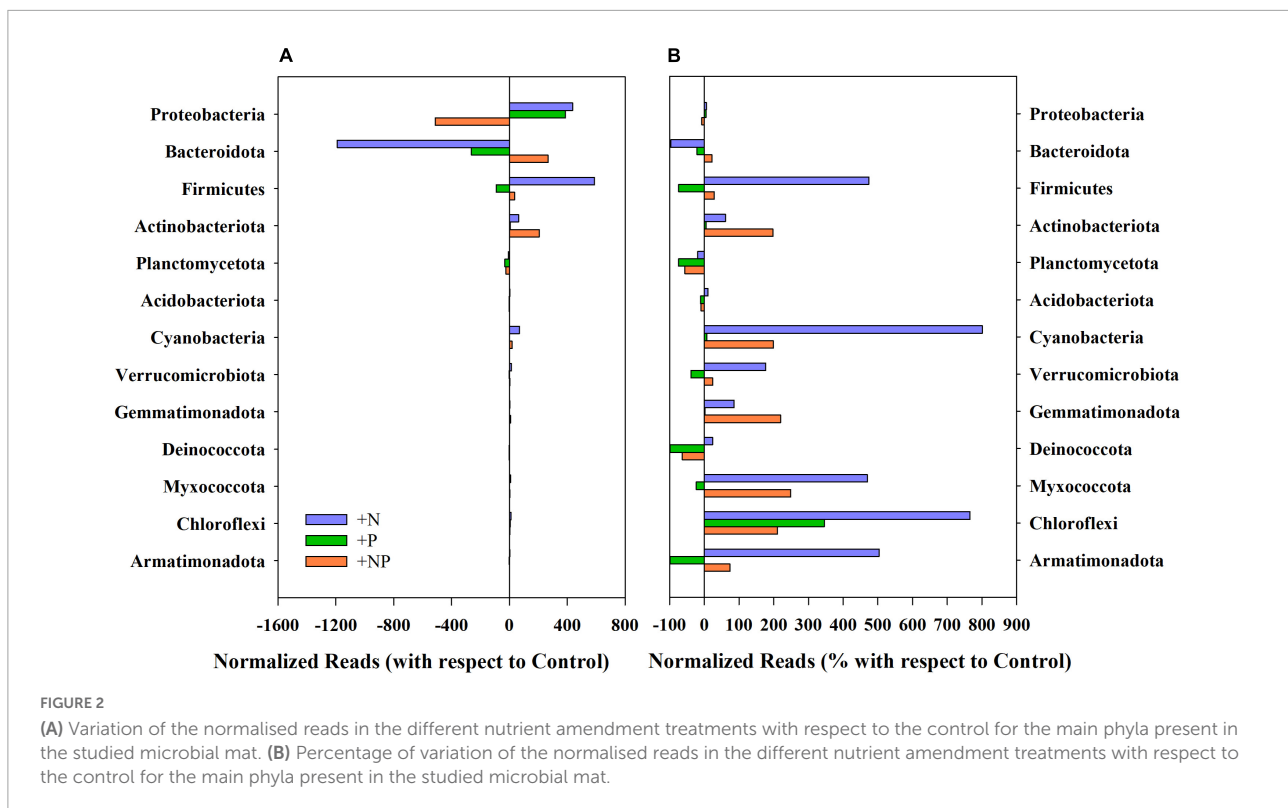 A
B
Proteobacteria
Bacteroidota
Firmicutes
Actinobacteriota
Planctomycetota
Acidobacteriota
Cyanobacteria
Verrucomicrobiota
Gemmatimonadota
Deinococcota
Myxococcota
Chloroflexi
Armatimonadota
+N
+P
+NP
-1600 -1200 -800 -400 0 400 800
Normalized Reads (with respect to Control)
Proteobacteria
Bacteroidota
Firmicutes
Actinobacteriota
Planctomycetota
Acidobacteriota
Cyanobacteria
Verrucomicrobiota
Gemmatimonadota
Deinococcota
Myxococcota
Chloroflexi
Armatimonadota
-100 0 100 200 300 400 500 600 700 800 900
Normalized Reads (% with respect to Control)
FIGURE 2
(A) Variation of the normalised reads in the different nutrient amendment treatments with respect to the control for the main phyla present in
the studied microbial mat. (B) Percentage of variation of the normalised reads in the different nutrient amendment treatments with respect to
the control for the main phyla present in the studied microbial mat.